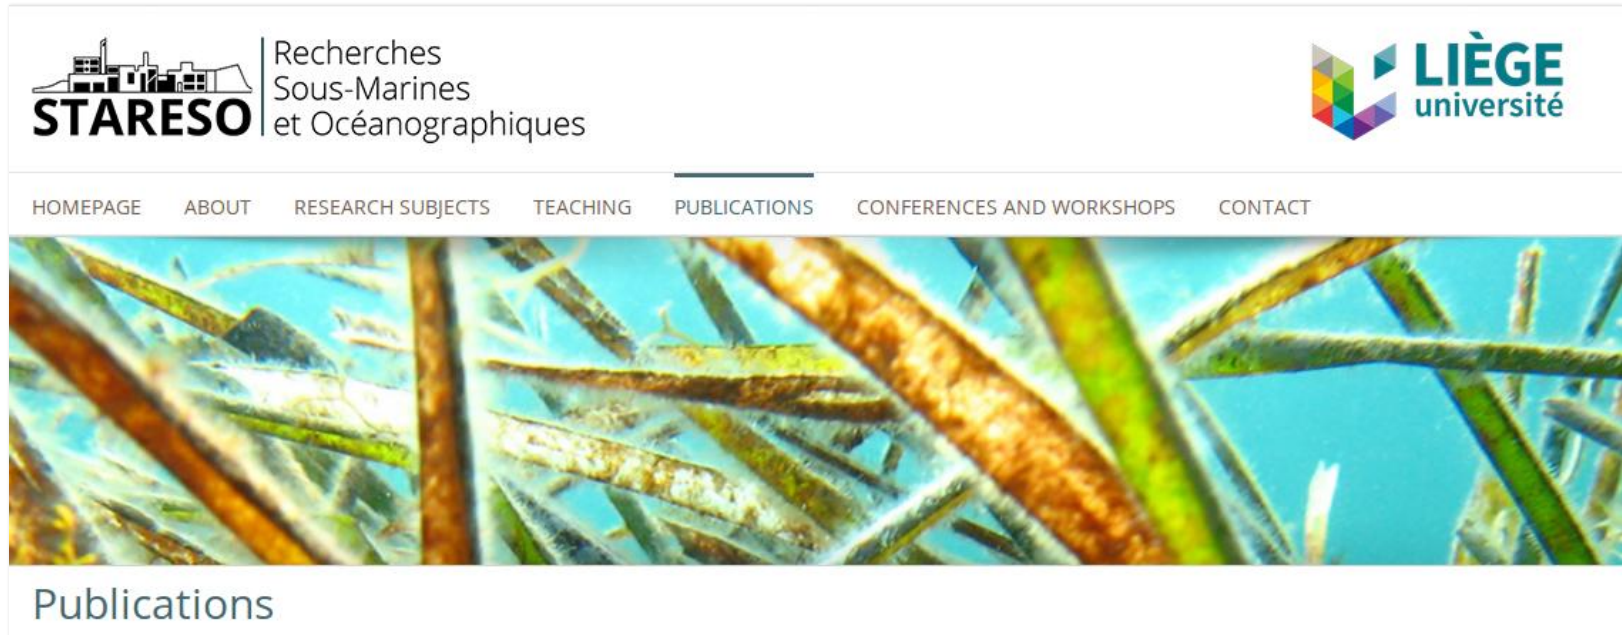 STARESO
Recherches
Sous-Marines
et Océanographiques
LIÈGE
université
HOMEPAGE ABOUT RESEARCH SUBJECTS TEACHING PUBLICATIONS CONFERENCES AND WORKSHOPS CONTACT
Publications